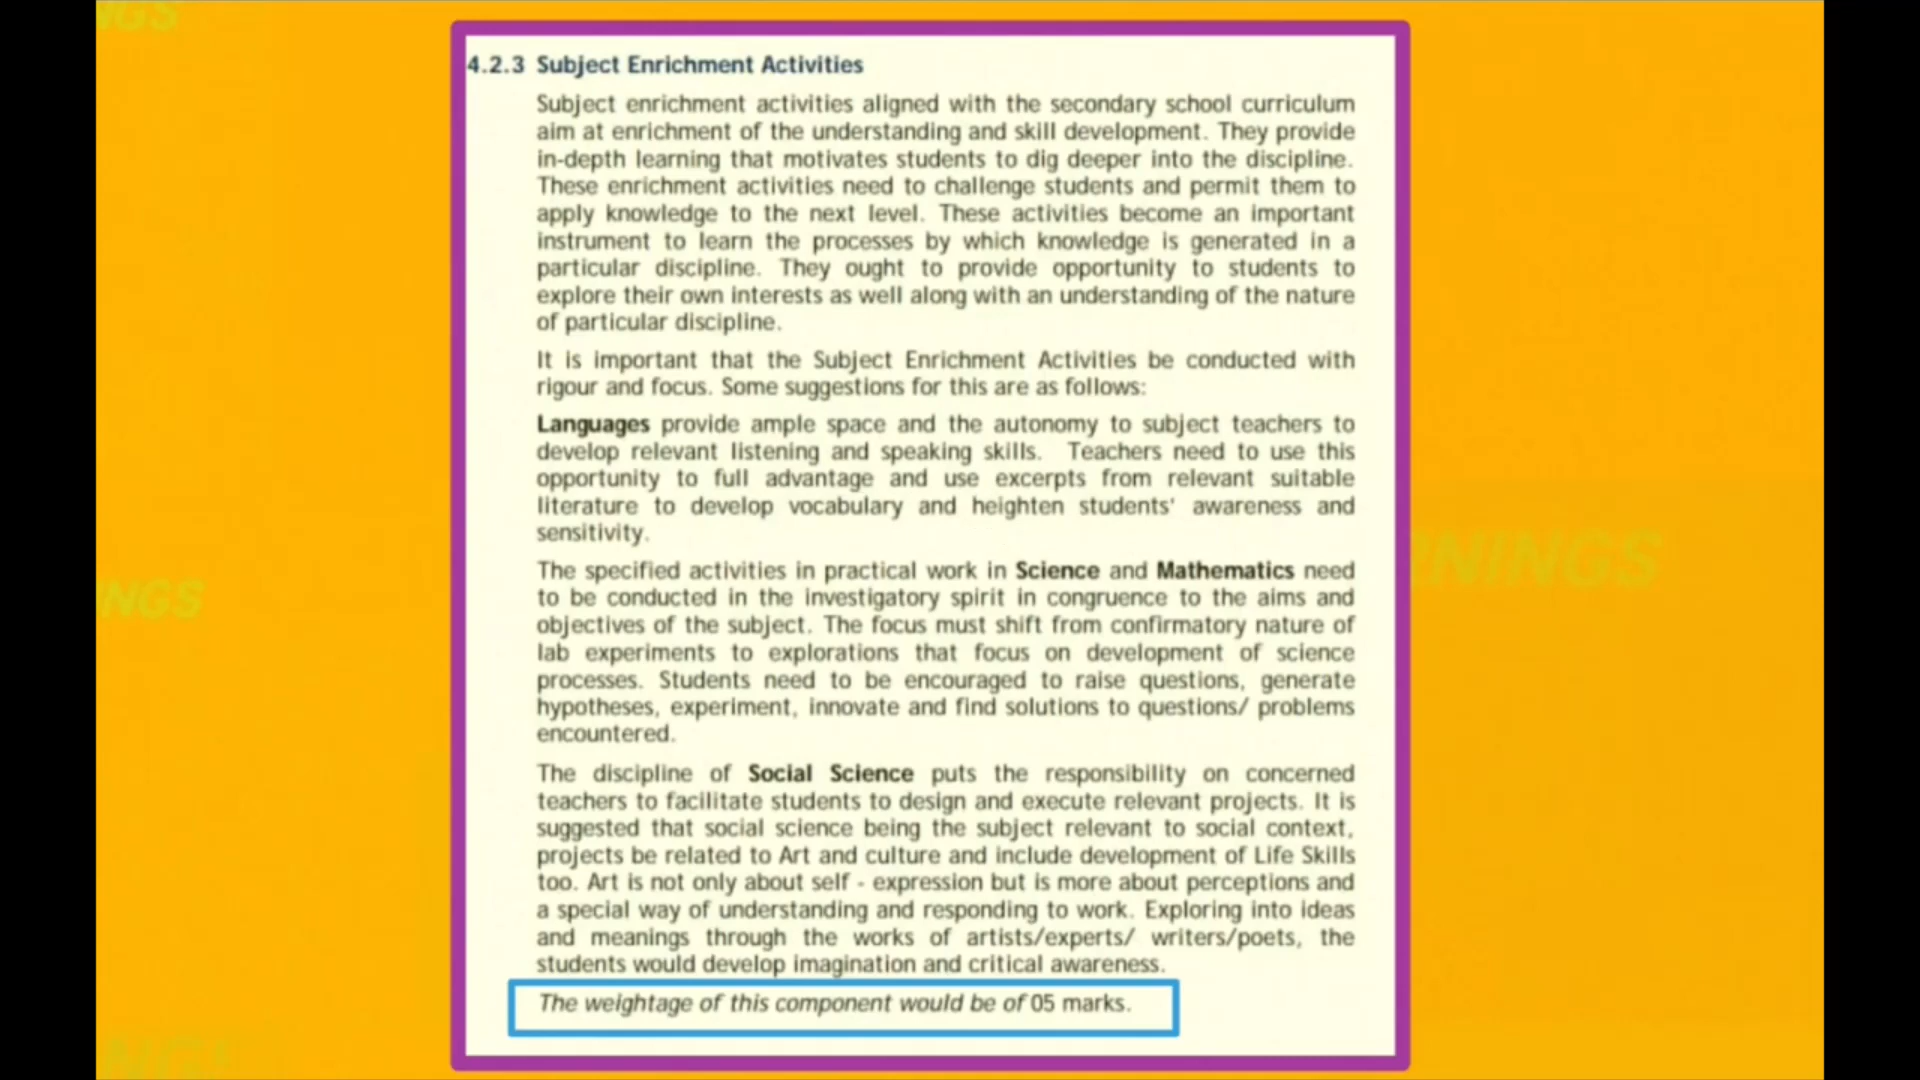 NGS
4.2.3 Subject Enrichment Activities
Subject enrichment activities aligned with the secondary school curriculum
aim at enrichment of the understanding and skill development. They provide
in-depth learning that motivates students to dig deeper into the discipline.
These enrichment activities need to challenge students and permit them to
apply knowledge to the next level. These activities become an important
instrument to learn the processes by which knowledge is generated in a
particular discipline. They ought to provide opportunity to students to
explore their own interests as well along with an understanding of the nature
of particular discipline.
It is important that the Subject Enrichment Activities be conducted with
rigour and focus. Some suggestions for this are as follows:
Languages provide ample space and the autonomy to subject teachers to
develop relevant listening and speaking skills. Teachers need to use this
opportunity to full advantage and use excerpts from relevant suitable
literature to develop vocabulary and heighten students' awareness and
sensitivity.
The specified activities in practical work in Science and Mathematics need
to be conducted in the investigatory spirit in congruence to the aims and
objectives of the subject. The focus must shift from confirmatory nature of
lab experiments to explorations that focus on development of science
processes. Students need to be encouraged to raise questions, generate
hypotheses, experiment, innovate and find solutions to questions/ problems
encountered.
The discipline of Social Science puts the responsibility on concerned
teachers to facilitate students to design and execute relevant projects. It is
suggested that social science being the subject relevant to social context,
projects be related to Art and culture and include development of Life Skills
too. Art is not only about self - expression but is more about perceptions and
a special way of understanding and responding to work. Exploring into ideas
and meanings through the works of artists/experts/ writers/poets, the
students would develop imagination and critical awareness.
The weightage of this component would be of 05 marks.
NGS
RNINGS